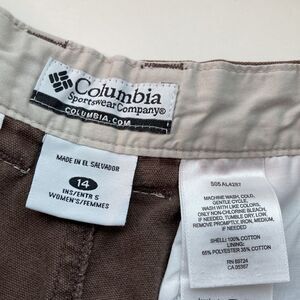 Columbia
Sportswear Company®
COLUMBIA.COM
MADE IN EL SALVADOR
14
INS/ENTR 5
WOMEN'S/FEMMES
MACHINE WASH, COLD,
GENTLE CYCLE,
WASH WITH LIKE COLORS,
ONLY NON-CHLORINE BLEACH,
IF NEEDED, TUMBLE DRY, LOW,
REMOVE PROMPTLY, IRON, MEDIUM,
IF NEEDED
SHELL: 100% COTTON
LINING:
65% POLYESTER 35% COTTON
RN 69724
CA 05367